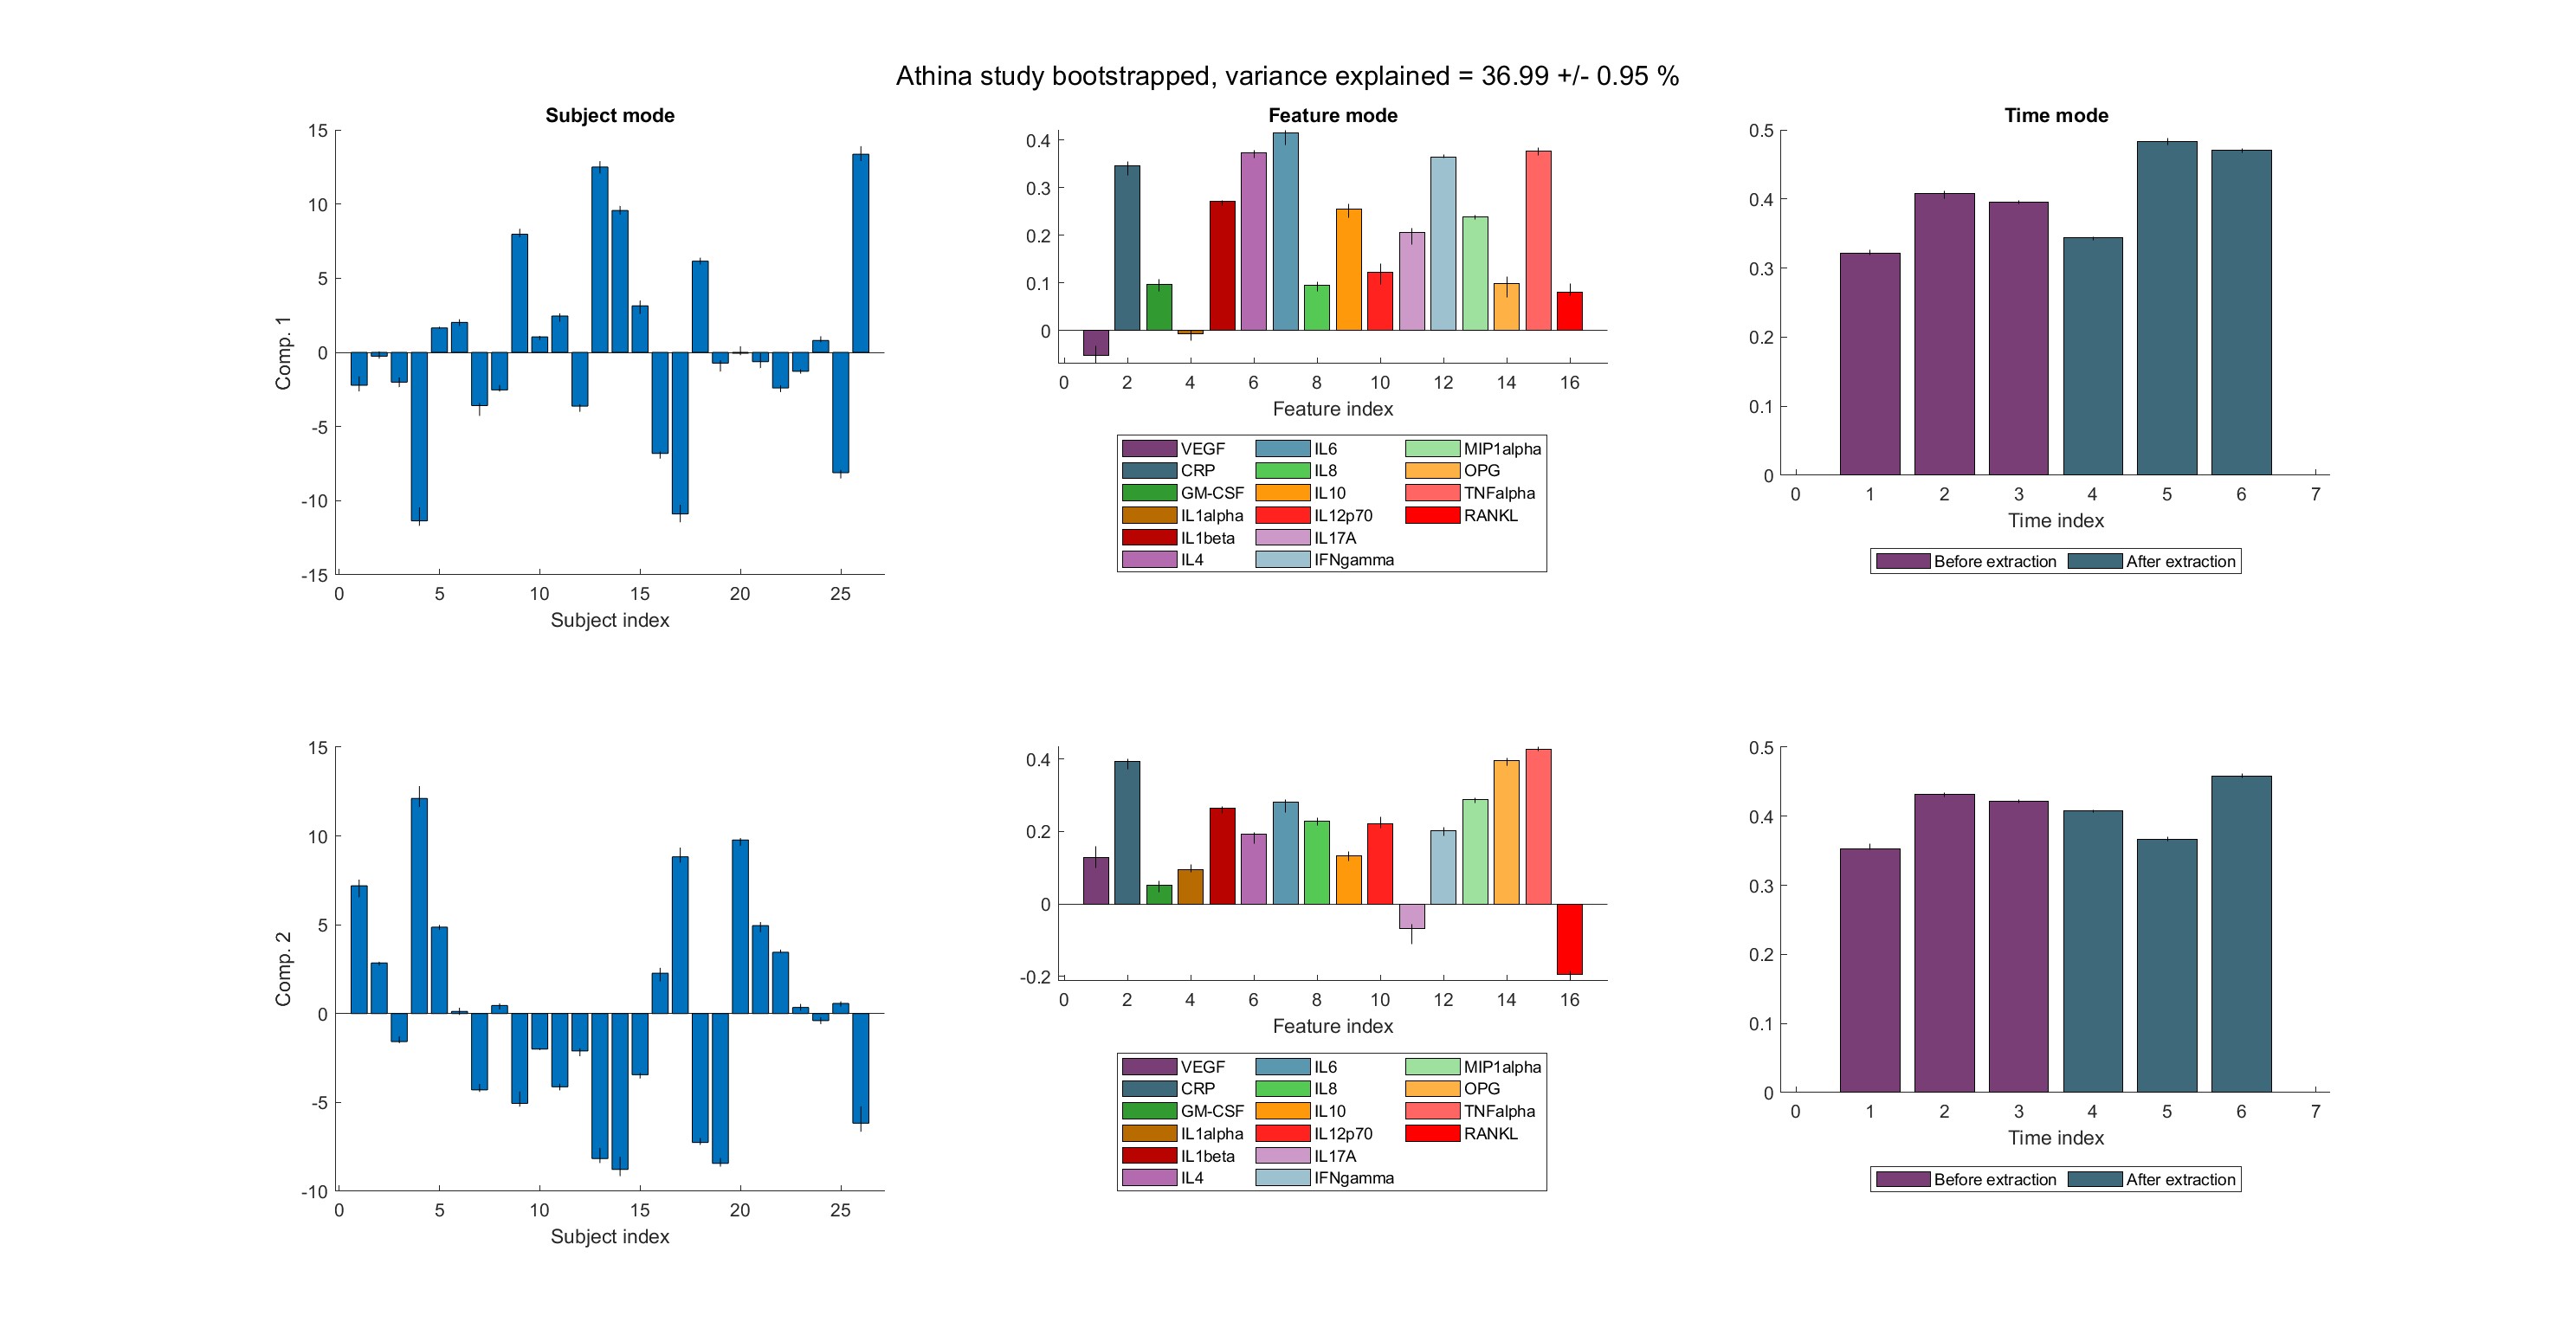 Athina study bootstrapped, variance explained = 36.99 +/- 0.95 %
Subject mode
Comp. 1
15
10
5
0
-5
-10
-15
0 5 10 15 20 25
Subject index
Feature mode
0.4
0.3
0.2
0.1
0
0 2 4 6 8 10 12 14 16
Feature index
VEGF IL6 MIP1alpha
CRP IL8 OPG
GM-CSF IL10 TNFalpha
IL1alpha IL12p70 RANKL
IL1beta IL17A
IL4 IFNgamma
Time mode
0.5
0.4
0.3
0.2
0.1
0
0 1 2 3 4 5 6 7
Time index
Before extraction After extraction
Comp. 2
15
10
5
0
-5
-10
0 5 10 15 20 25
Subject index
0.4
0.2
0
-0.2
0 2 4 6 8 10 12 14 16
Feature index
VEGF IL6 MIP1alpha
CRP IL8 OPG
GM-CSF IL10 TNFalpha
IL1alpha IL12p70 RANKL
IL1beta IL17A
IL4 IFNgamma
0.5
0.4
0.3
0.2
0.1
0
0 1 2 3 4 5 6 7
Time index
Before extraction After extraction